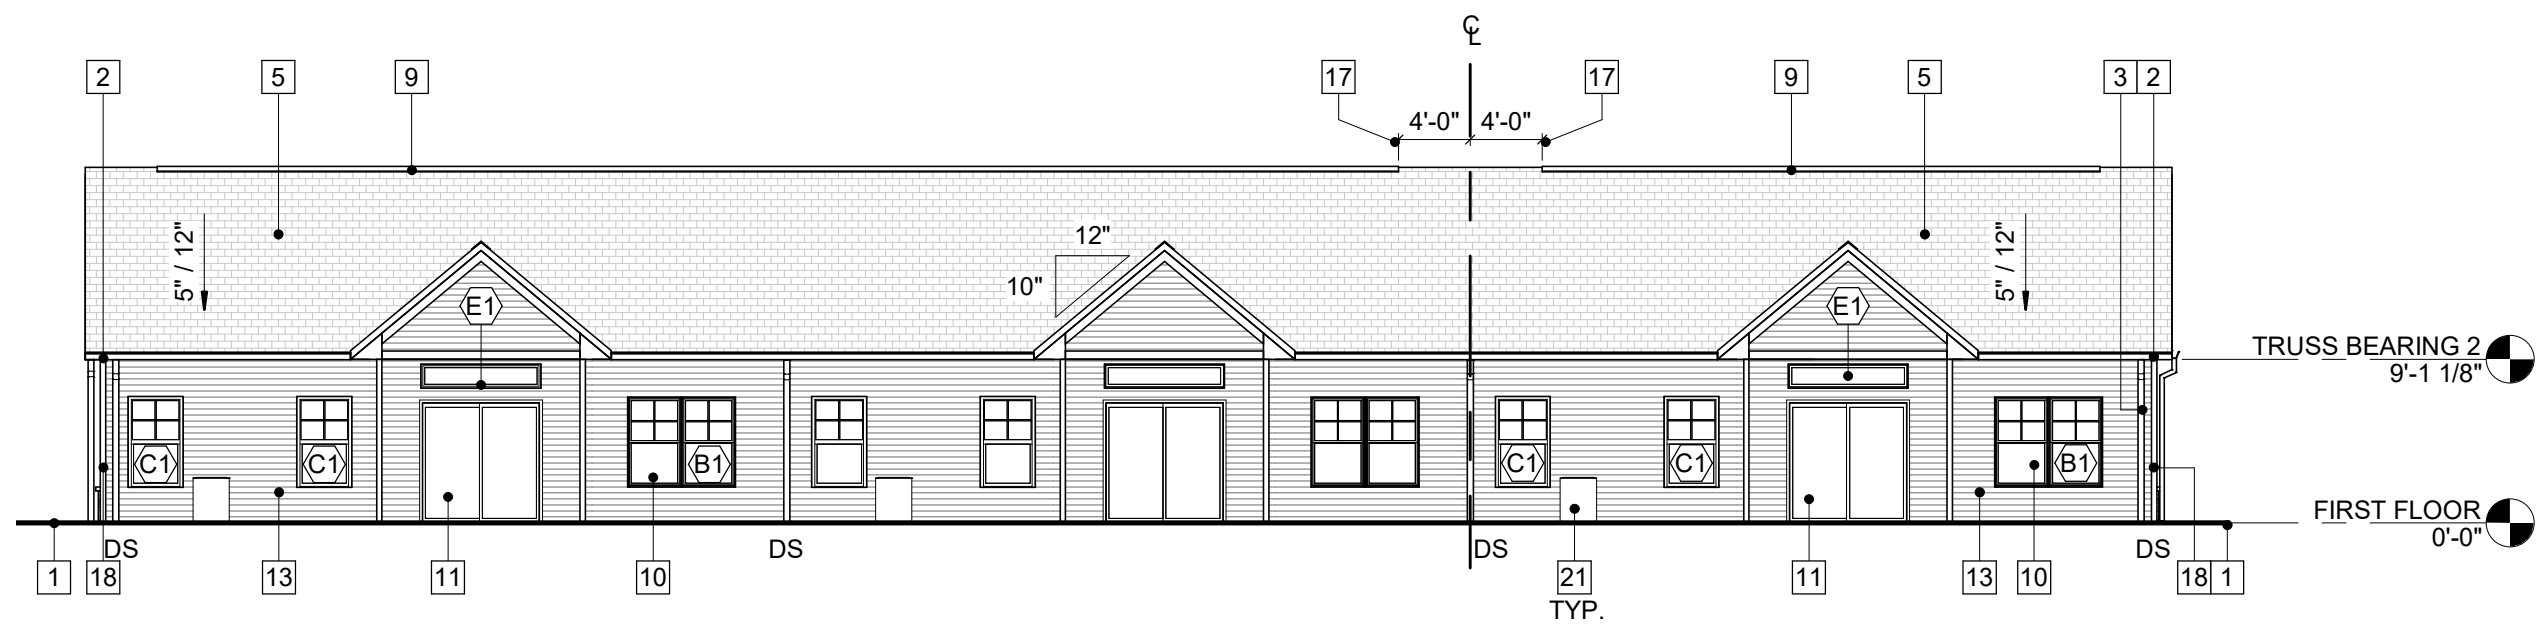 ℄
2 5 9 17 17 9 5 3 2
4'-0" 4'-0"
5" / 12" 12" 5" / 12"
10"
E1 E1
TRUSS BEARING 2
9'-1 1/8"
C1 C1 B1 C1 C1 B1
FIRST FLOOR
0'-0"
DS DS DS DS
1 18 13 11 10 21 11 13 10 18 1
TYP.